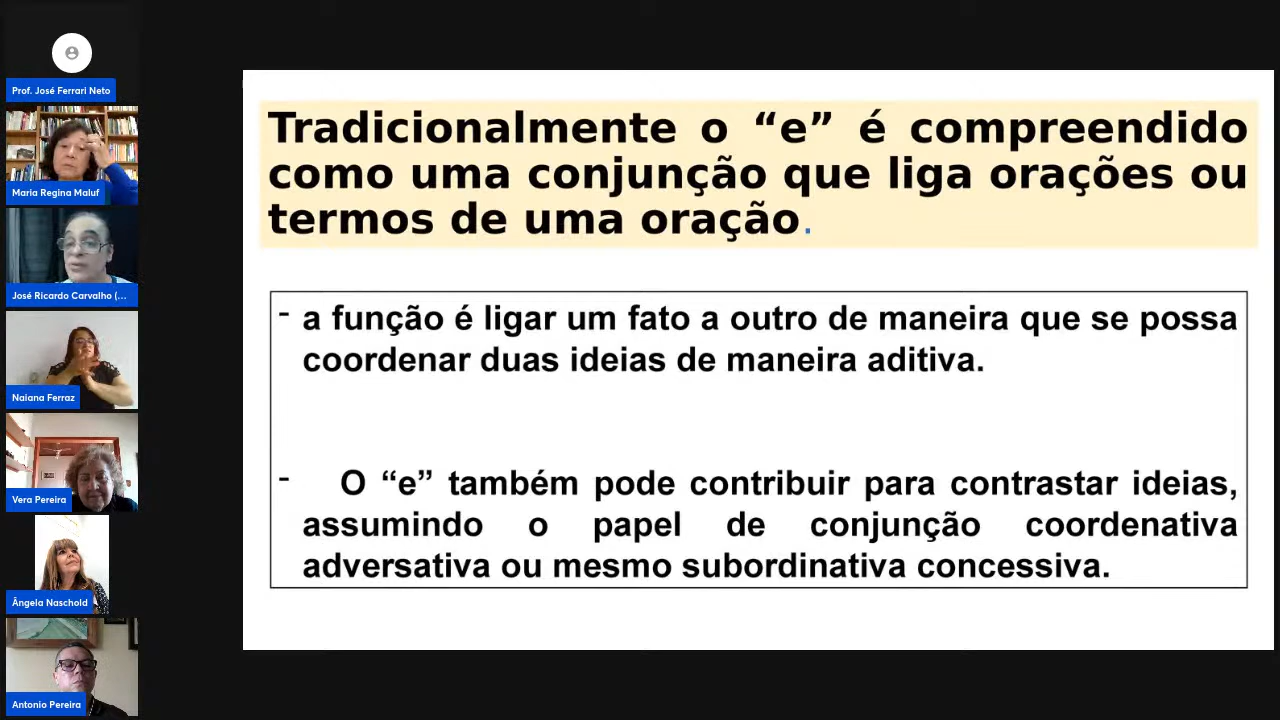 Prof. José Ferrari Neto
Maria Regina Maluf
José Ricardo Carvalho (...
Naiana Ferraz
Vera Pereira
Ângela Naschold
Antonio Pereira
Tradicionalmente o “e” é compreendido
como uma conjunção que liga orações ou
termos de uma oração.
- a função é ligar um fato a outro de maneira que se possa
coordenar duas ideias de maneira aditiva.
- O “e” também pode contribuir para contrastar ideias,
assumindo o papel de conjunção coordenativa
adversativa ou mesmo subordinativa concessiva.